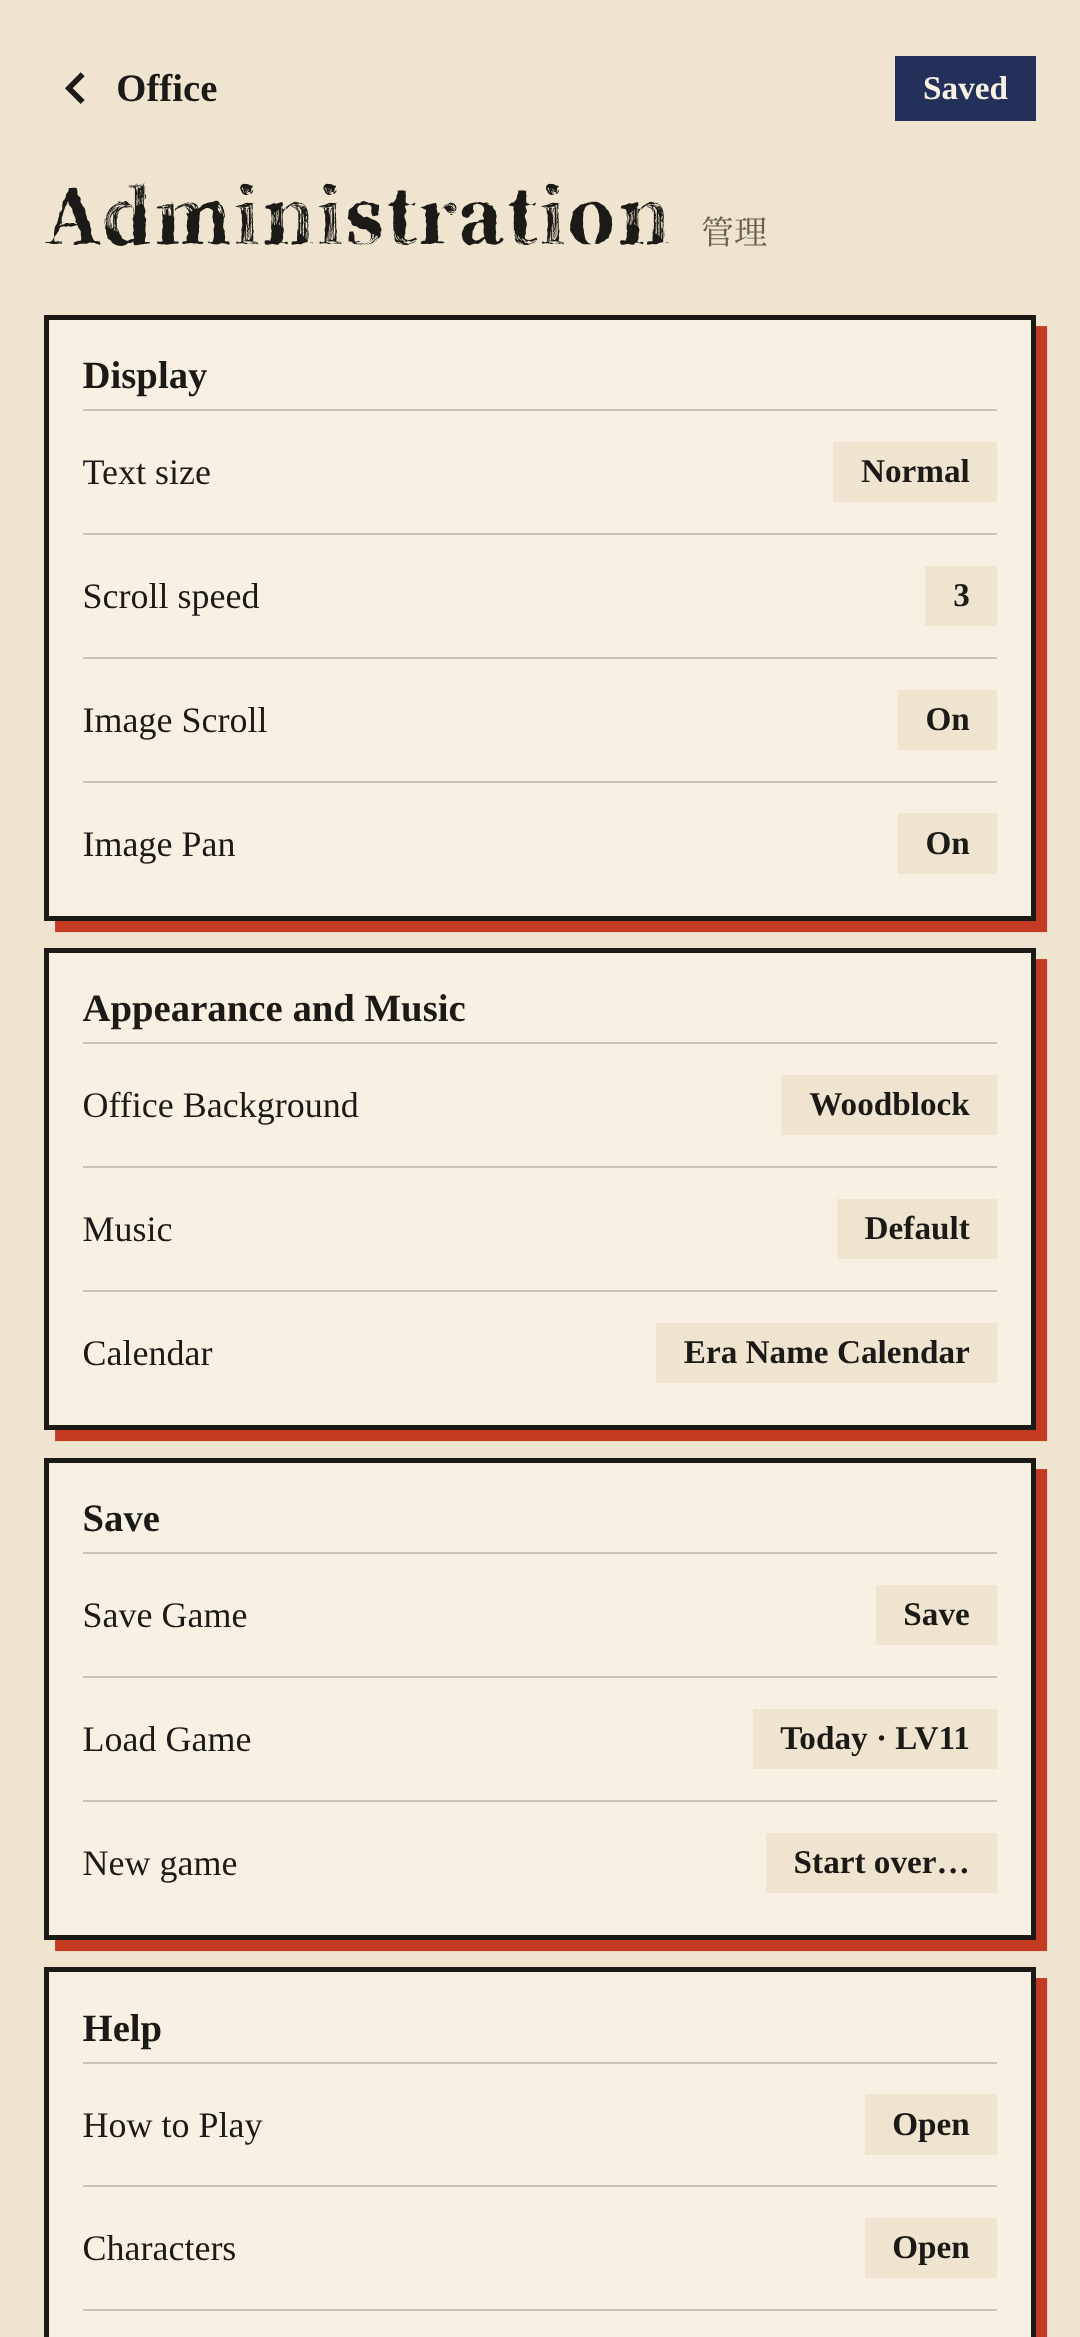 Office
Saved
Administration 管理
Display
Text size Normal
Scroll speed 3
Image Scroll On
Image Pan On
Appearance and Music
Office Background Woodblock
Music Default
Calendar Era Name Calendar
Save
Save Game Save
Load Game Today · LV11
New game Start over…
Help
How to Play Open
Characters Open